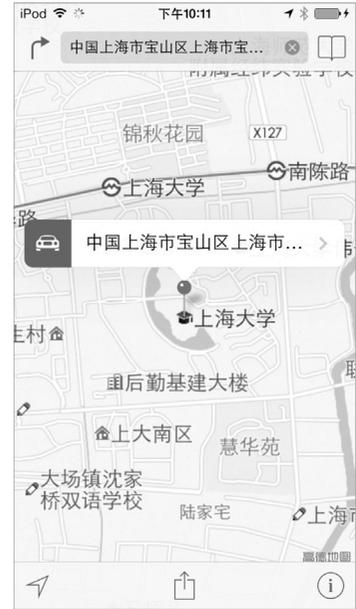 iPod 下午10:11
中国上海市宝山区上海市宝...
锦秋花园
X127
南陈路
上海大学
路
中国上海市宝山区上海市...
上海大学
生村
后勤基建大楼
上大南区
慧华苑
大场镇沈家
桥双语学校
陆家宅
上海市
高德地图